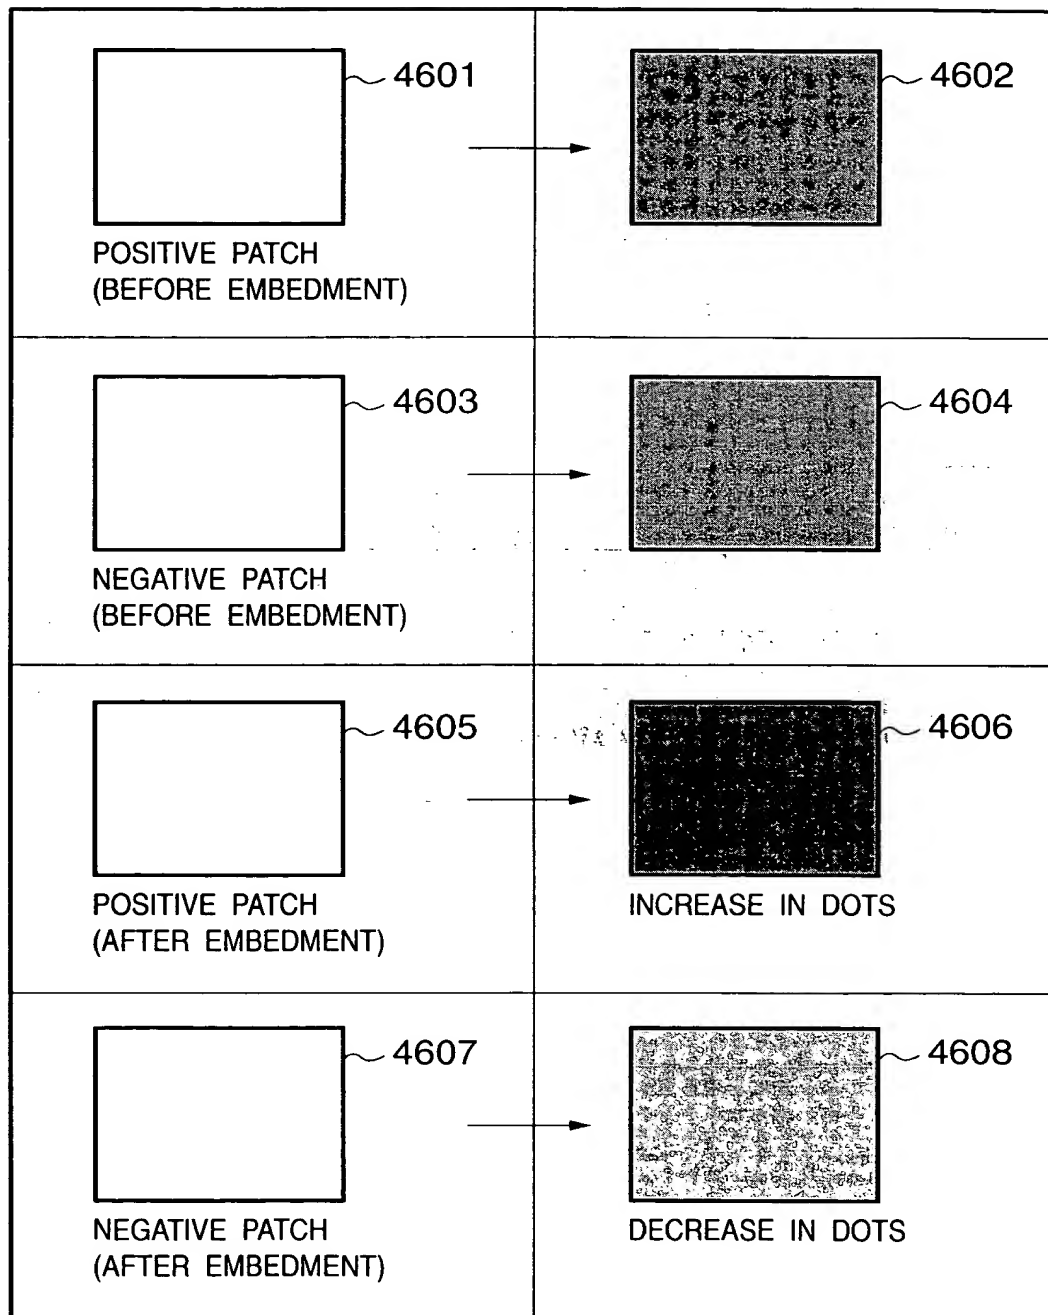 4601
4602
POSITIVE PATCH
(BEFORE EMBEDMENT)
4603
4604
NEGATIVE PATCH
(BEFORE EMBEDMENT)
4605
4606
POSITIVE PATCH
(AFTER EMBEDMENT)
INCREASE IN DOTS
4607
4608
NEGATIVE PATCH
(AFTER EMBEDMENT)
DECREASE IN DOTS